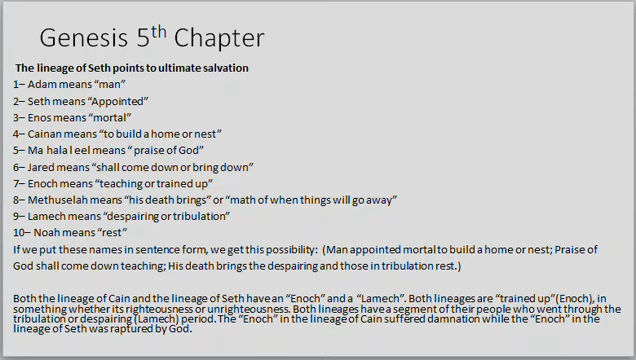 Genesis 5th Chapter
The lineage of Seth points to ultimate salvation
1– Adam means “man”
2– Seth means “Appointed”
3– Enos means “mortal”
4– Cainan means “to build a home or nest”
5– Ma hala l eel means “ praise of God”
6– Jared means “shall come down or bring down”
7– Enoch means “teaching or trained up”
8– Methuselah means “his death brings” or “math of when things will go away”
9– Lamech means “despairing or tribulation”
10– Noah means “rest”
If we put these names in sentence form, we get this possibility: (Man appointed mortal to build a home or nest; Praise of
God shall come down teaching; His death brings the despairing and those in tribulation rest.)
Both the lineage of Cain and the lineage of Seth have an “Enoch” and a “Lamech”. Both lineages are “trained up”(Enoch), in
something whether its righteousness or unrighteousness. Both lineages have a segment of their people who went through the
tribulation or despairing (Lamech) period. The “Enoch” in the lineage of Cain suffered damnation while the “Enoch” in the
lineage of Seth was raptured by God.